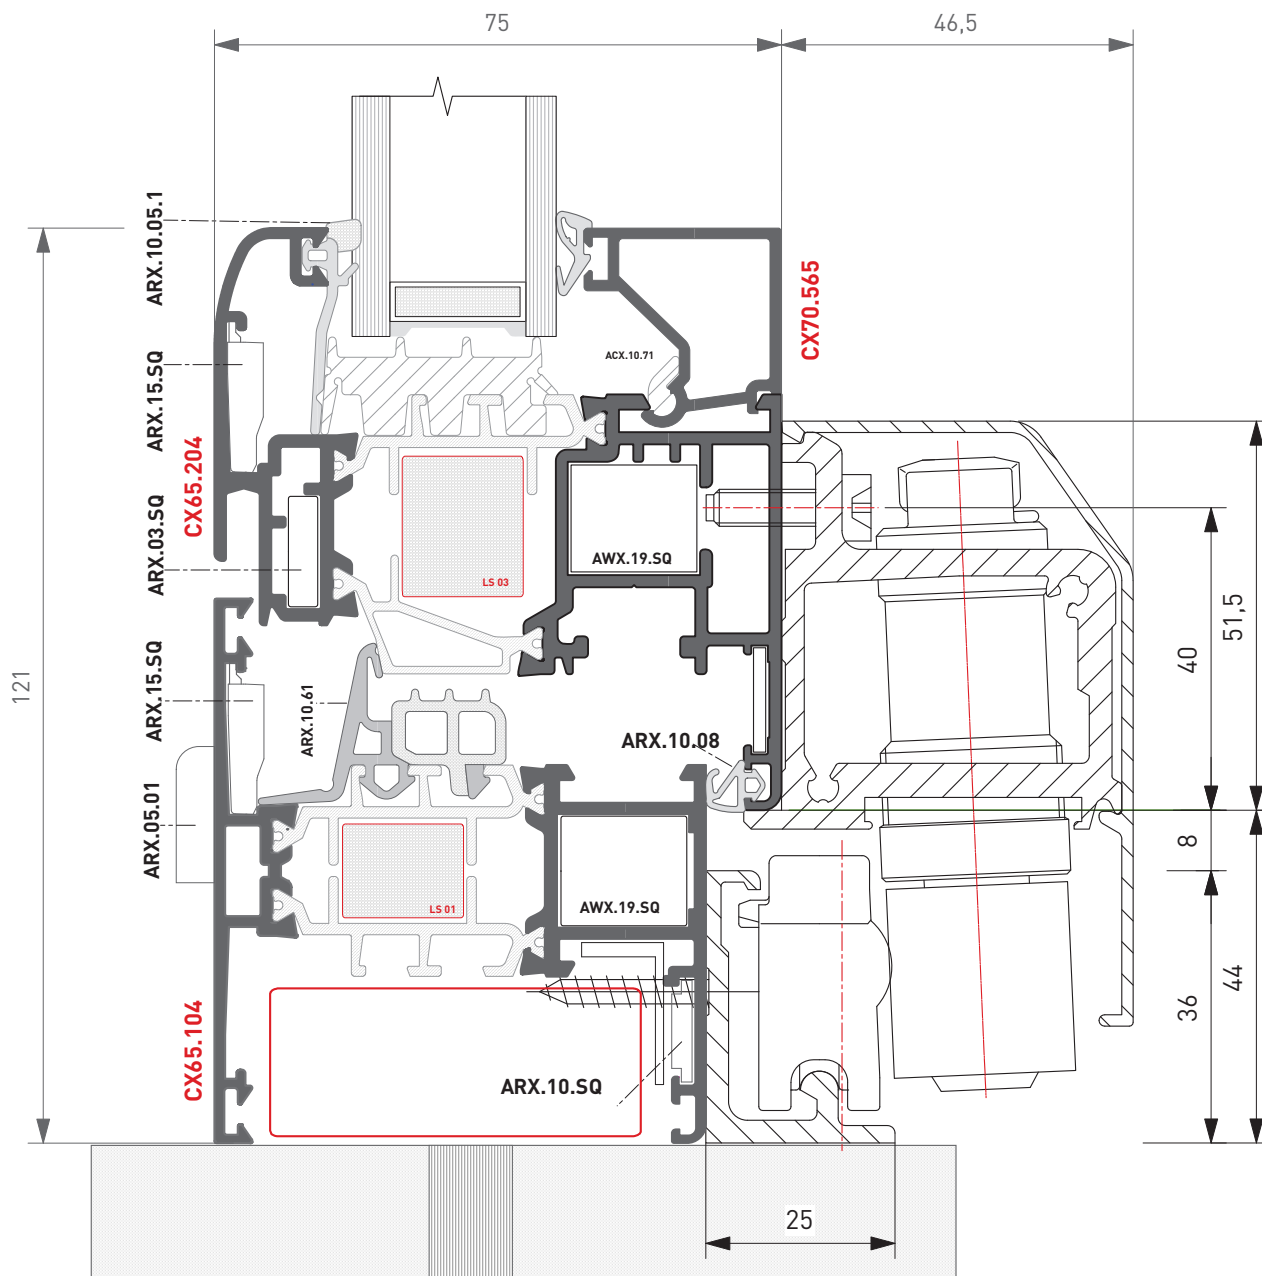 75
46,5
ARX.10.05.1
CX70.565
ACX.10.71
ARX.15.SQ
CX65.204
ARX.03.SQ
LS 03
AWX.19.SQ
51,5
40
121
ARX.15.SQ
ARX.10.61
ARX.10.08
ARX.05.01
8
LS 01
AWX.19.SQ
44
36
CX65.104
ARX.10.SQ
25